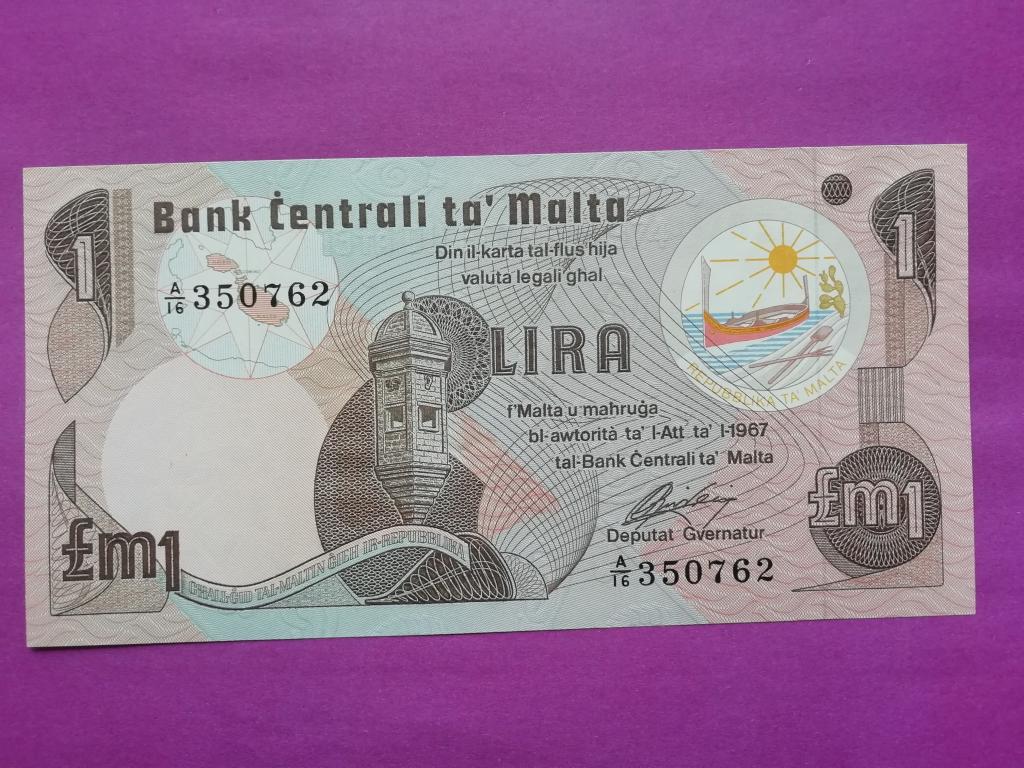 Bank Ċentrali ta' Malta
1
1
Din il-karta tal-flus hija
valuta legali għal
A/16 350762
LIRA
REPUBBLIKA TA MALTA
f'Malta u maħruġa
bl-awtorità ta' l-Att ta' l-1967
tal-Bank Ċentrali ta' Malta
Deputat Gvernatur
£m1
£m1
GĦALL-ĠID TAL-MALTIN ĠIET IR-REPUBBLIKA
A/16 350762